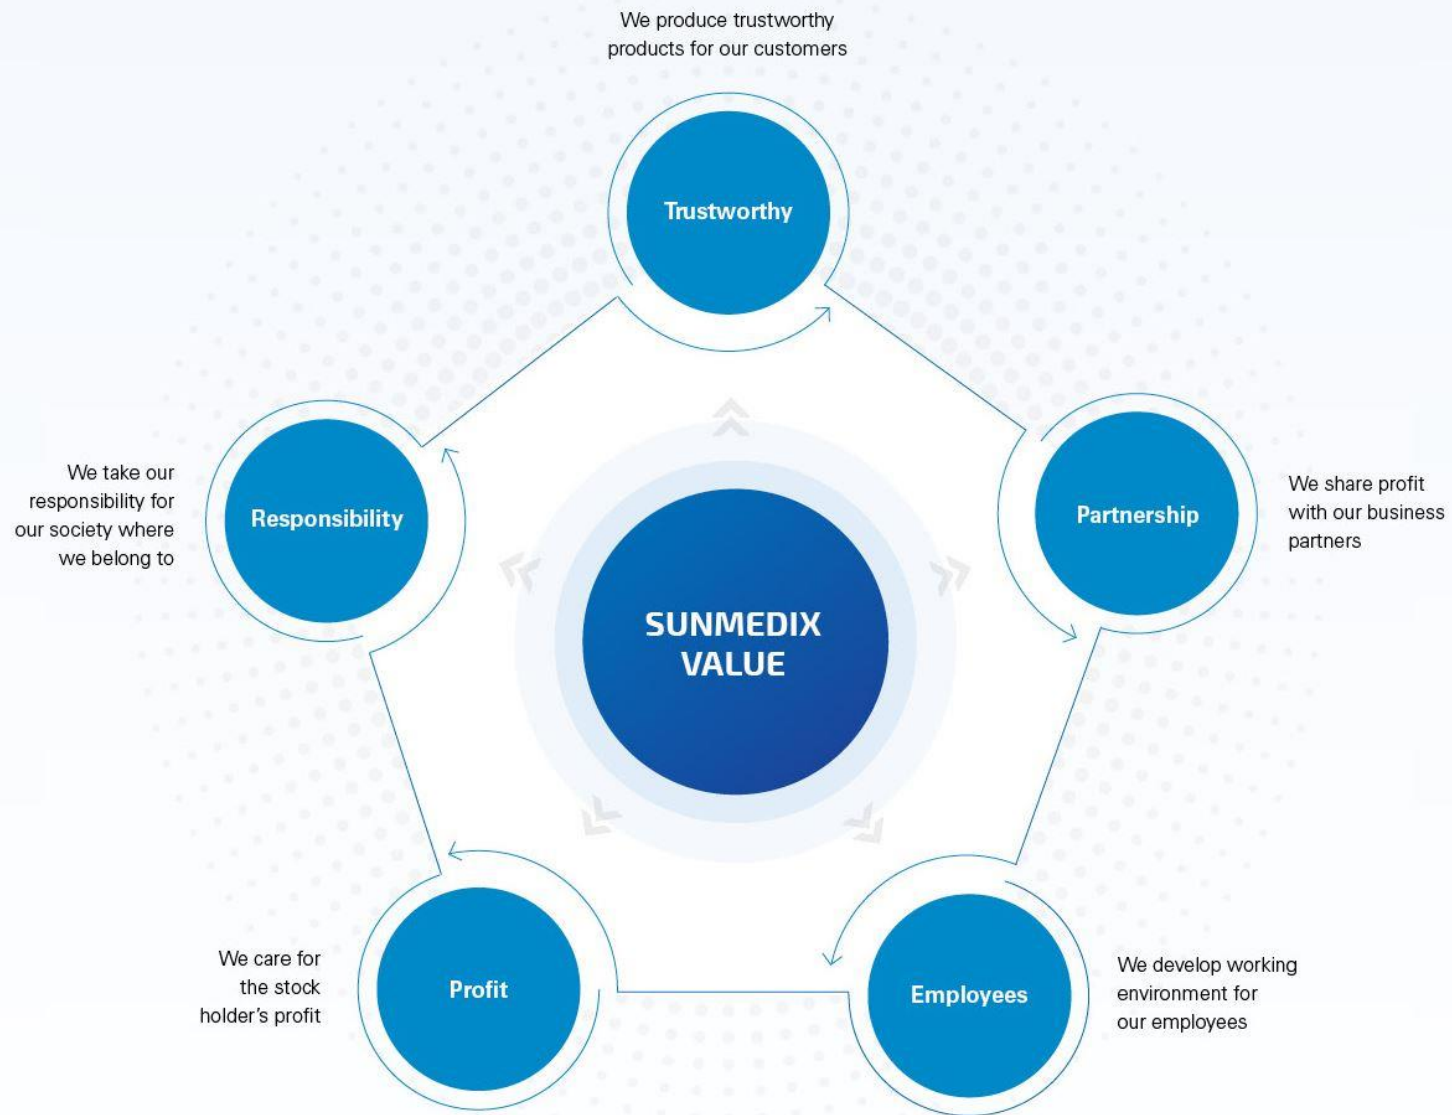 We produce trustworthy
products for our customers
Trustworthy
We take our
responsibility for
our society where
we belong to
Responsibility
Partnership
We share profit
with our business
partners
SUNMEDIX
VALUE
We care for
the stock
holder's profit
Profit
Employees
We develop working
environment for
our employees